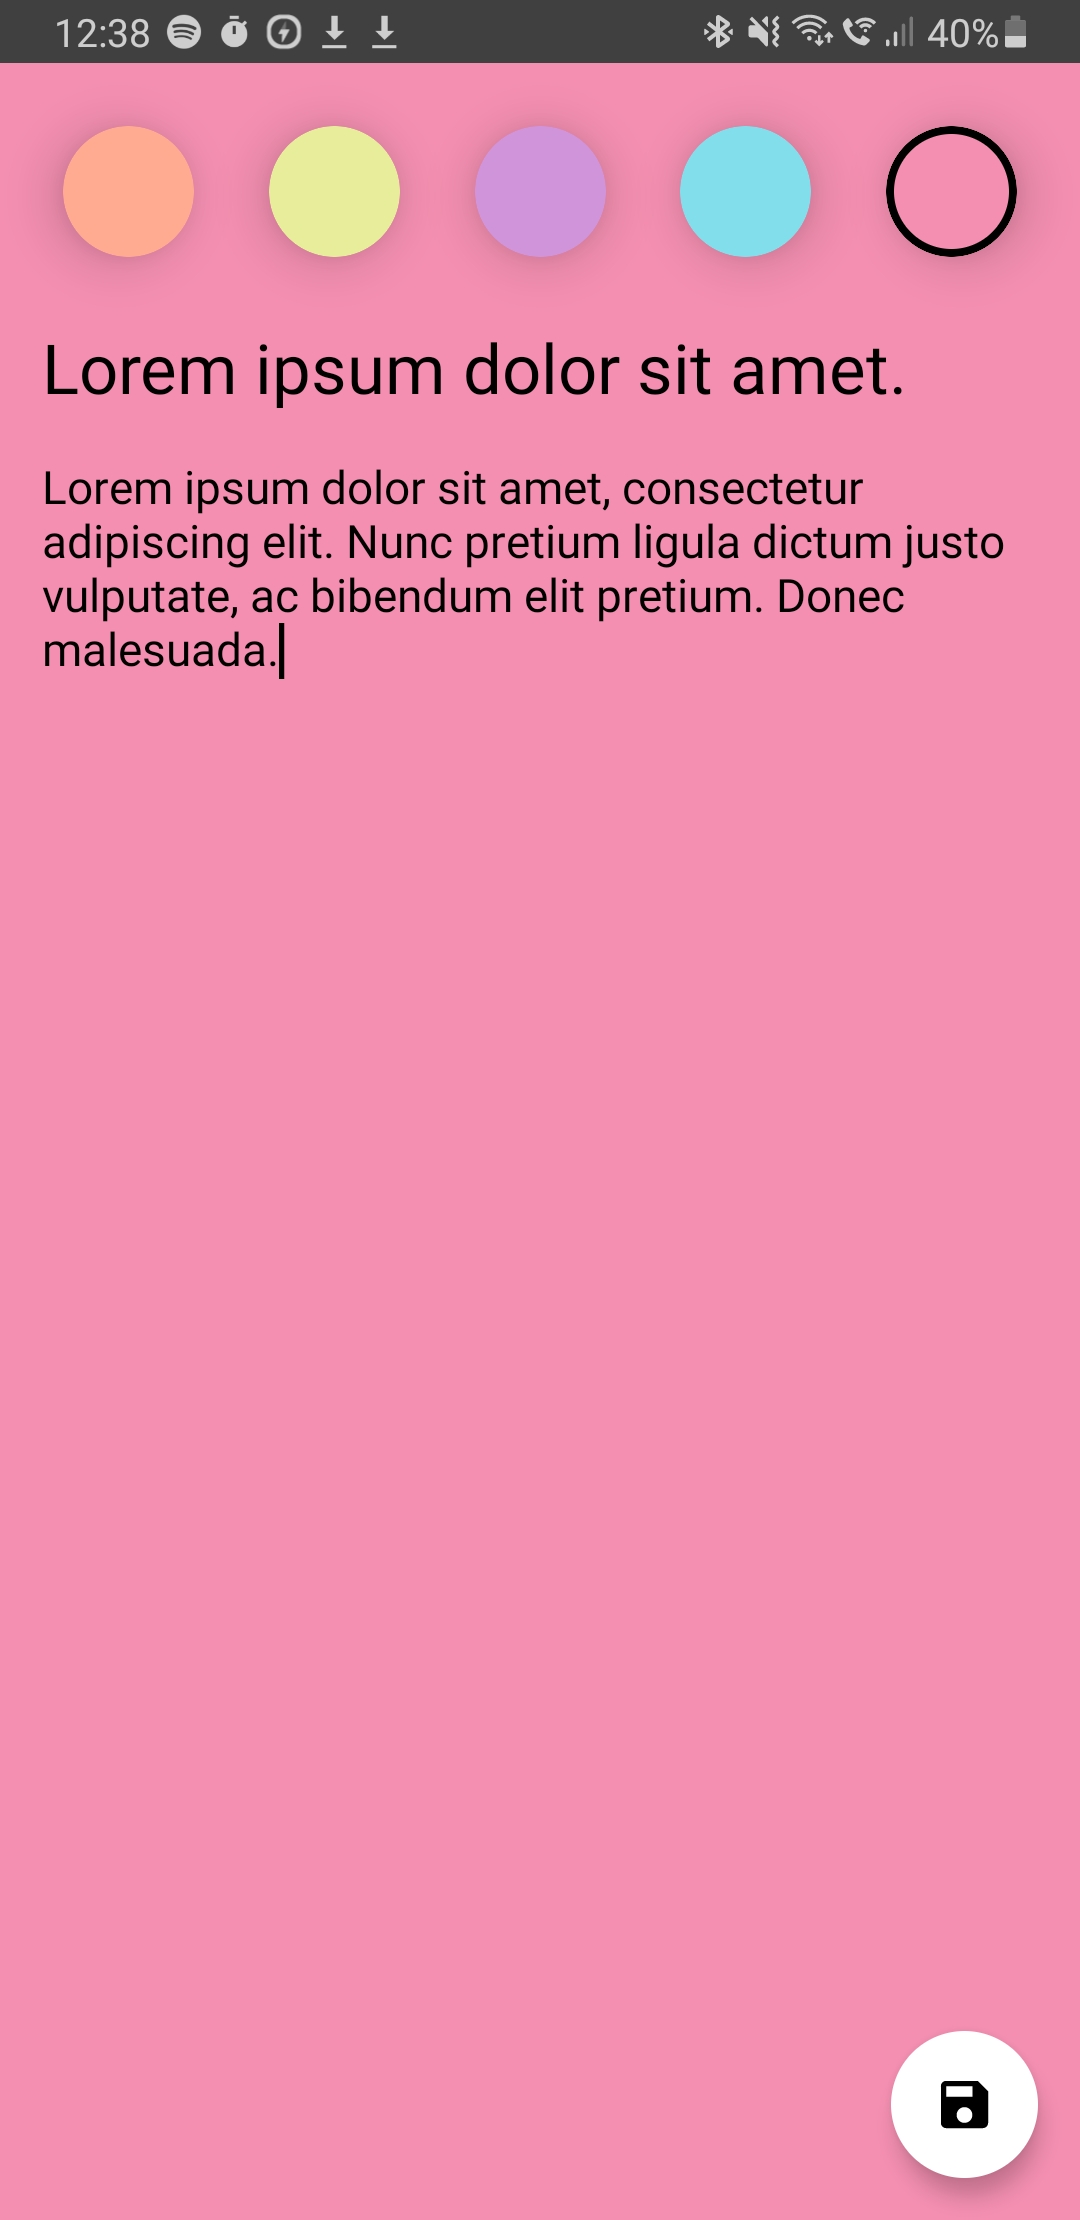 12:38 40%
Lorem ipsum dolor sit amet.
Lorem ipsum dolor sit amet, consectetur
adipiscing elit. Nunc pretium ligula dictum justo
vulputate, ac bibendum elit pretium. Donec
malesuada.